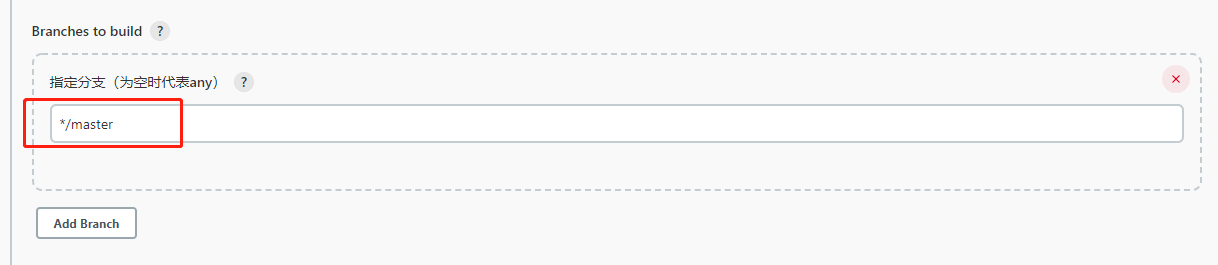 Branches to build ?
指定分支（为空时代表any） ?
*/master
Add Branch